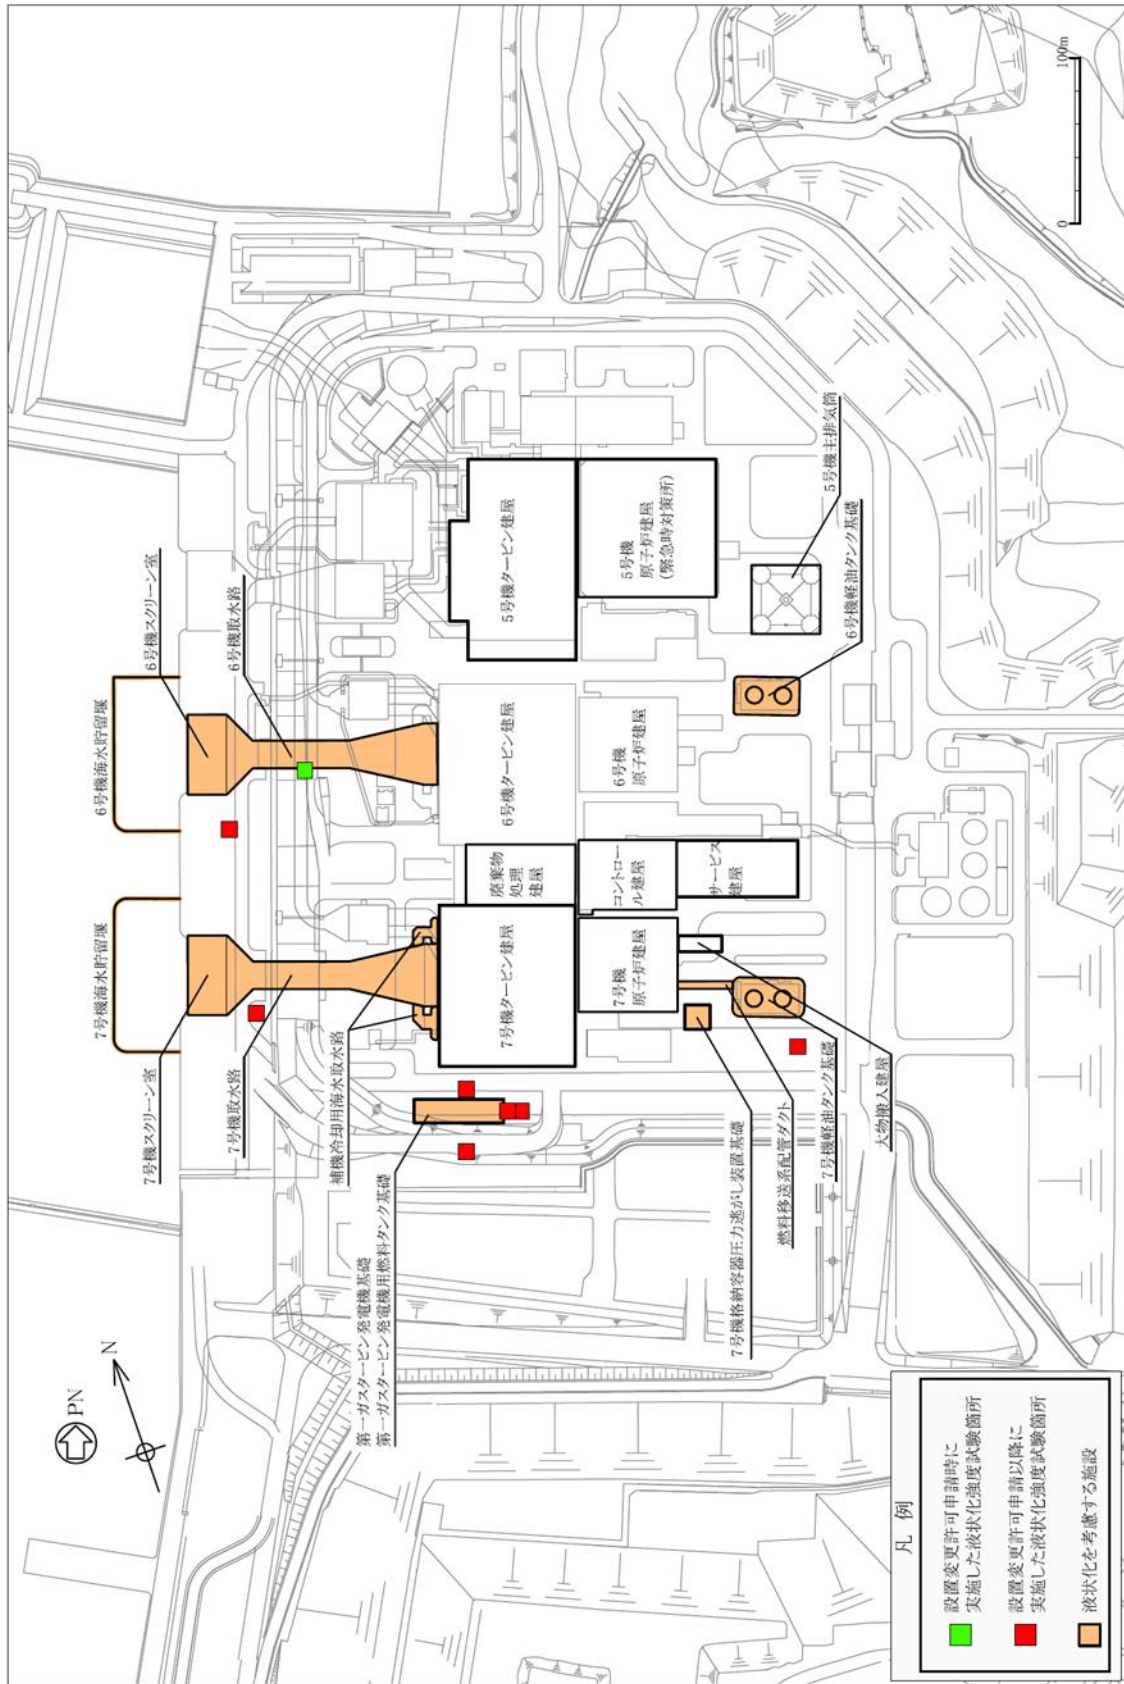 PN
N
6号機海水貯留堰
7号機海水貯留堰
6号機スクリーン室
6号機取水路
7号機スクリーン室
7号機取水路
補機冷却用海水取水路
第一ガスタービン発電機基礎
第一ガスタービン発電機用燃料タンク基礎
5号機タービン建屋
6号機タービン建屋
廃棄物
処理
建屋
7号機タービン建屋
5号機
原子炉建屋
(緊急時対策所)
6号機
原子炉建屋
コントロー
ル建屋
サービス
建屋
7号機
原子炉建屋
5号機主排気筒
6号機軽油タンク基礎
7号機格納容器圧力逃がし装置基礎
燃料移送系配管ダクト
7号機軽油タンク基礎
大物搬入建屋
0
100m
凡 例
設置変更許可申請時に
実施した液状化強度試験箇所
設置変更許可申請以降に
実施した液状化強度試験箇所
液状化を考慮する施設